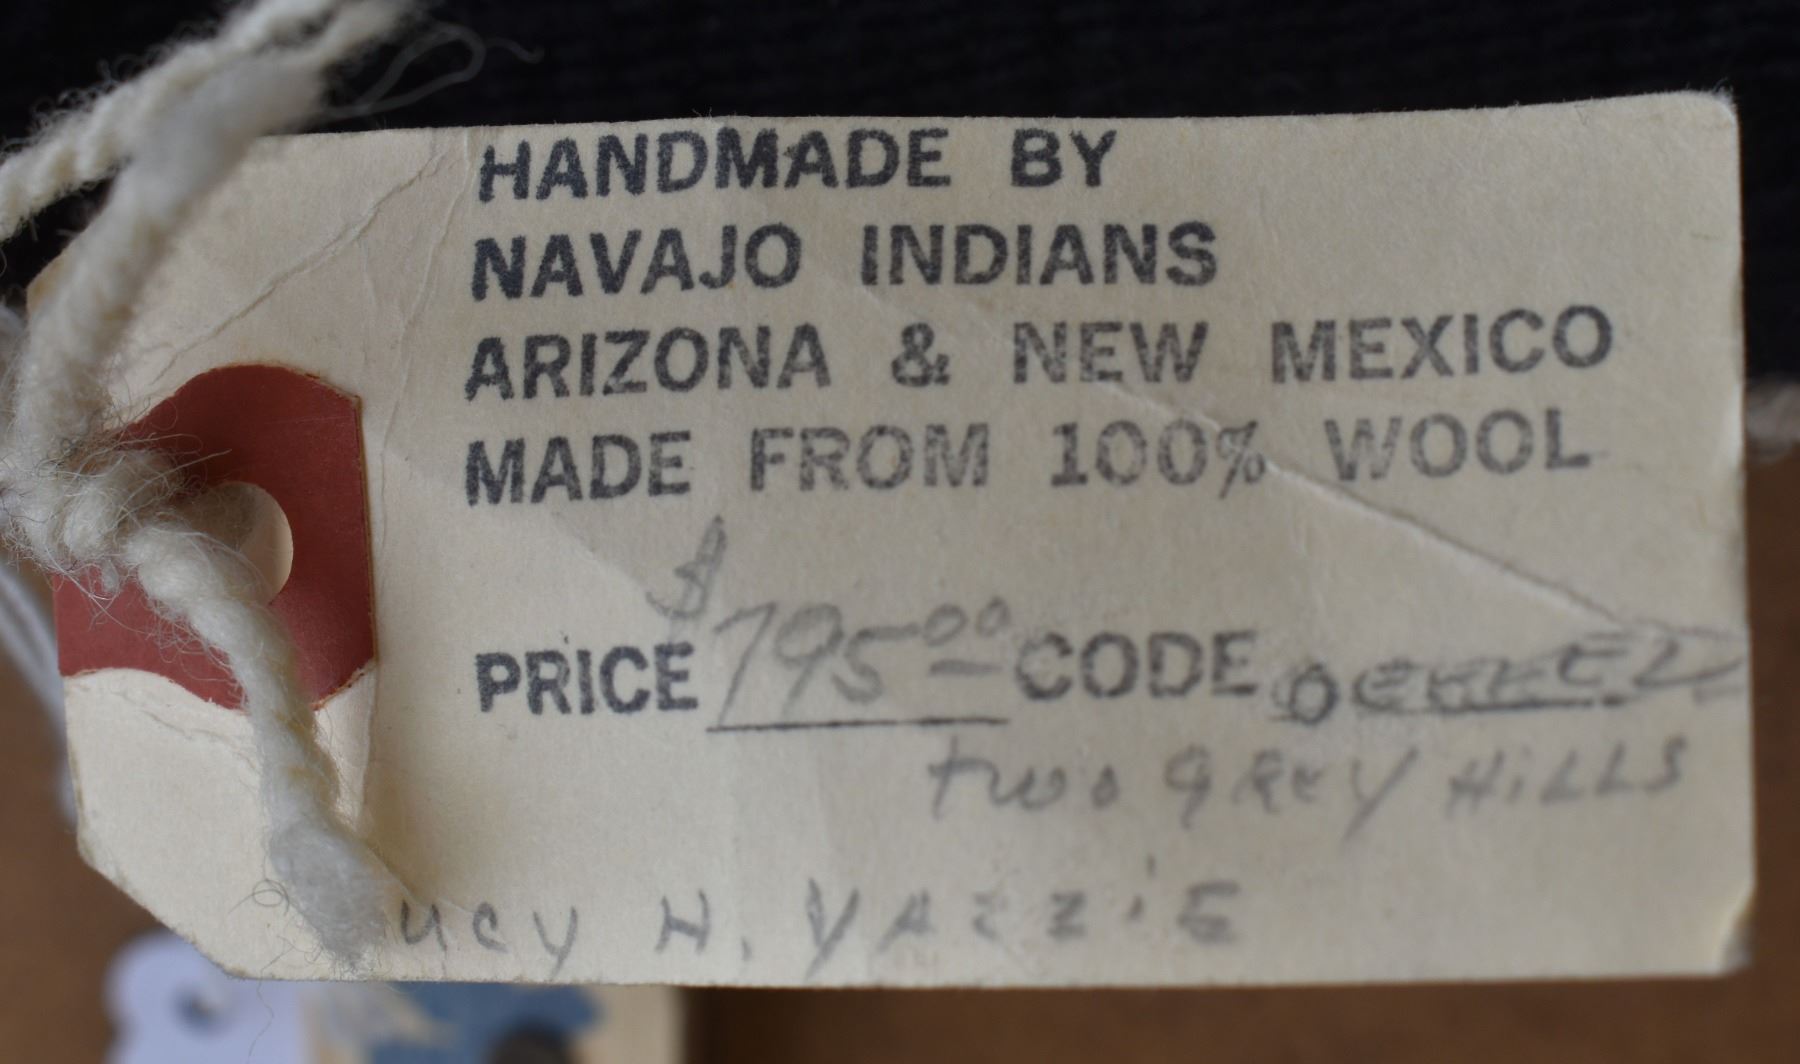 HANDMADE BY
NAVAJO INDIANS
ARIZONA & NEW MEXICO
MADE FROM 100% WOOL
PRICE $795.00 CODE
two GREY HiLLS
ucy H. YAZZiE